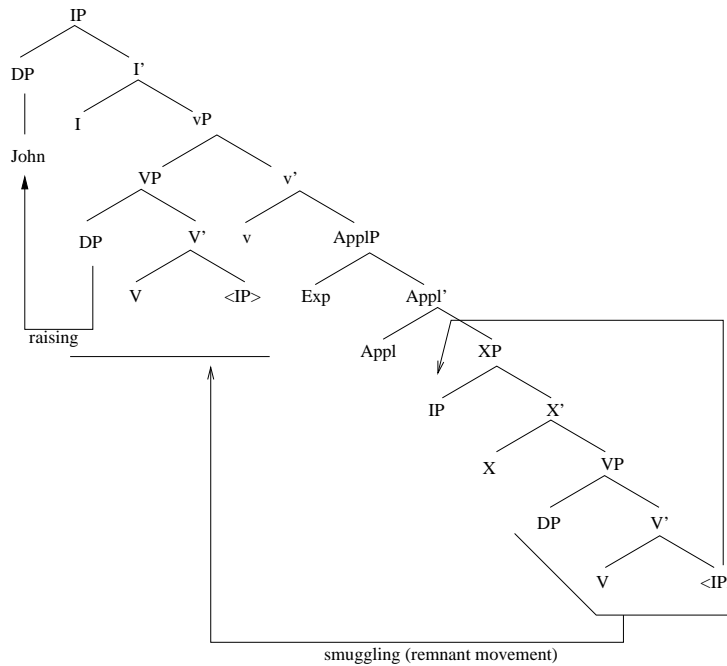 IP
DP I'
I vP
John
VP v'
DP V' v ApplP
V <IP> Exp Appl'
raising
Appl XP
IP X'
X VP
DP V'
V <IP
smuggling (remnant movement)